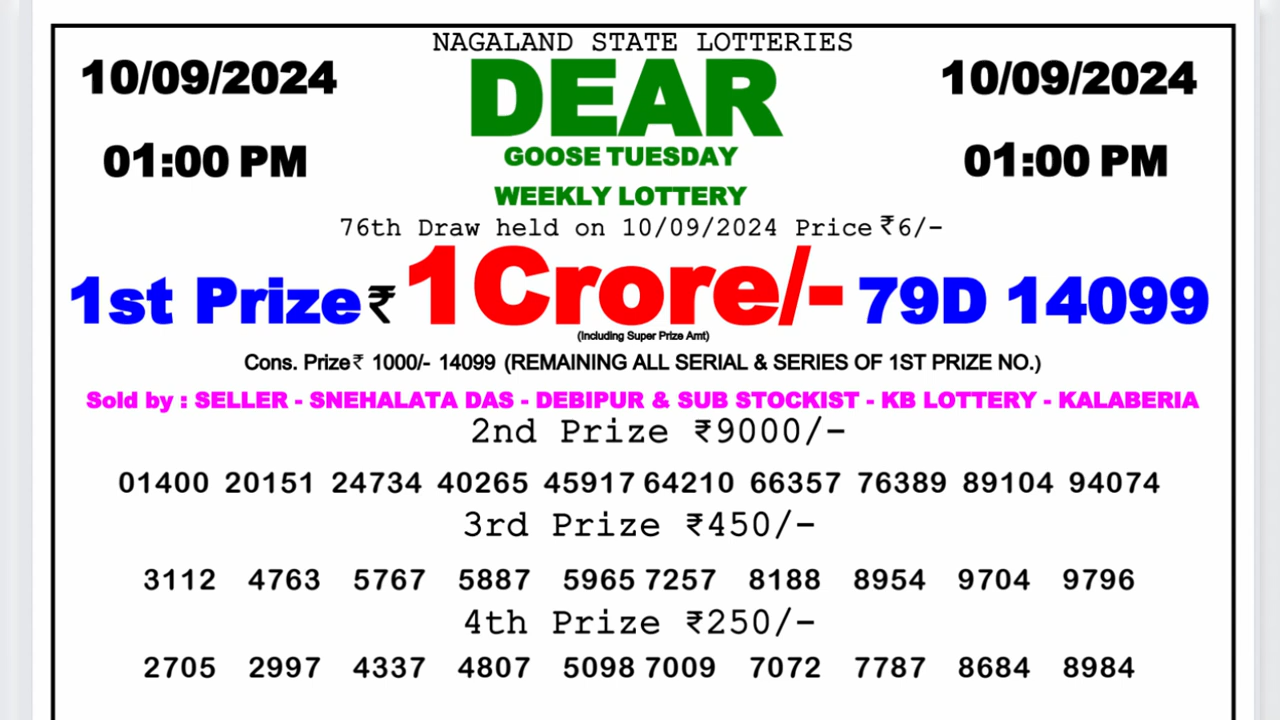 NAGALAND STATE LOTTERIES
10/09/2024 DEAR 10/09/2024
01:00 PM GOOSE TUESDAY 01:00 PM
WEEKLY LOTTERY
76th Draw held on 10/09/2024 Price ₹6/-
1st Prize ₹ 1Crore/- 79D 14099
(Including Super Prize Amt)
Cons. Prize ₹ 1000/- 14099 (REMAINING ALL SERIAL & SERIES OF 1ST PRIZE NO.)
Sold by : SELLER - SNEHALATA DAS - DEBIPUR & SUB STOCKIST - KB LOTTERY - KALABERIA
2nd Prize ₹9000/-
01400 20151 24734 40265 45917 64210 66357 76389 89104 94074
3rd Prize ₹450/-
3112 4763 5767 5887 5965 7257 8188 8954 9704 9796
4th Prize ₹250/-
2705 2997 4337 4807 5098 7009 7072 7787 8684 8984